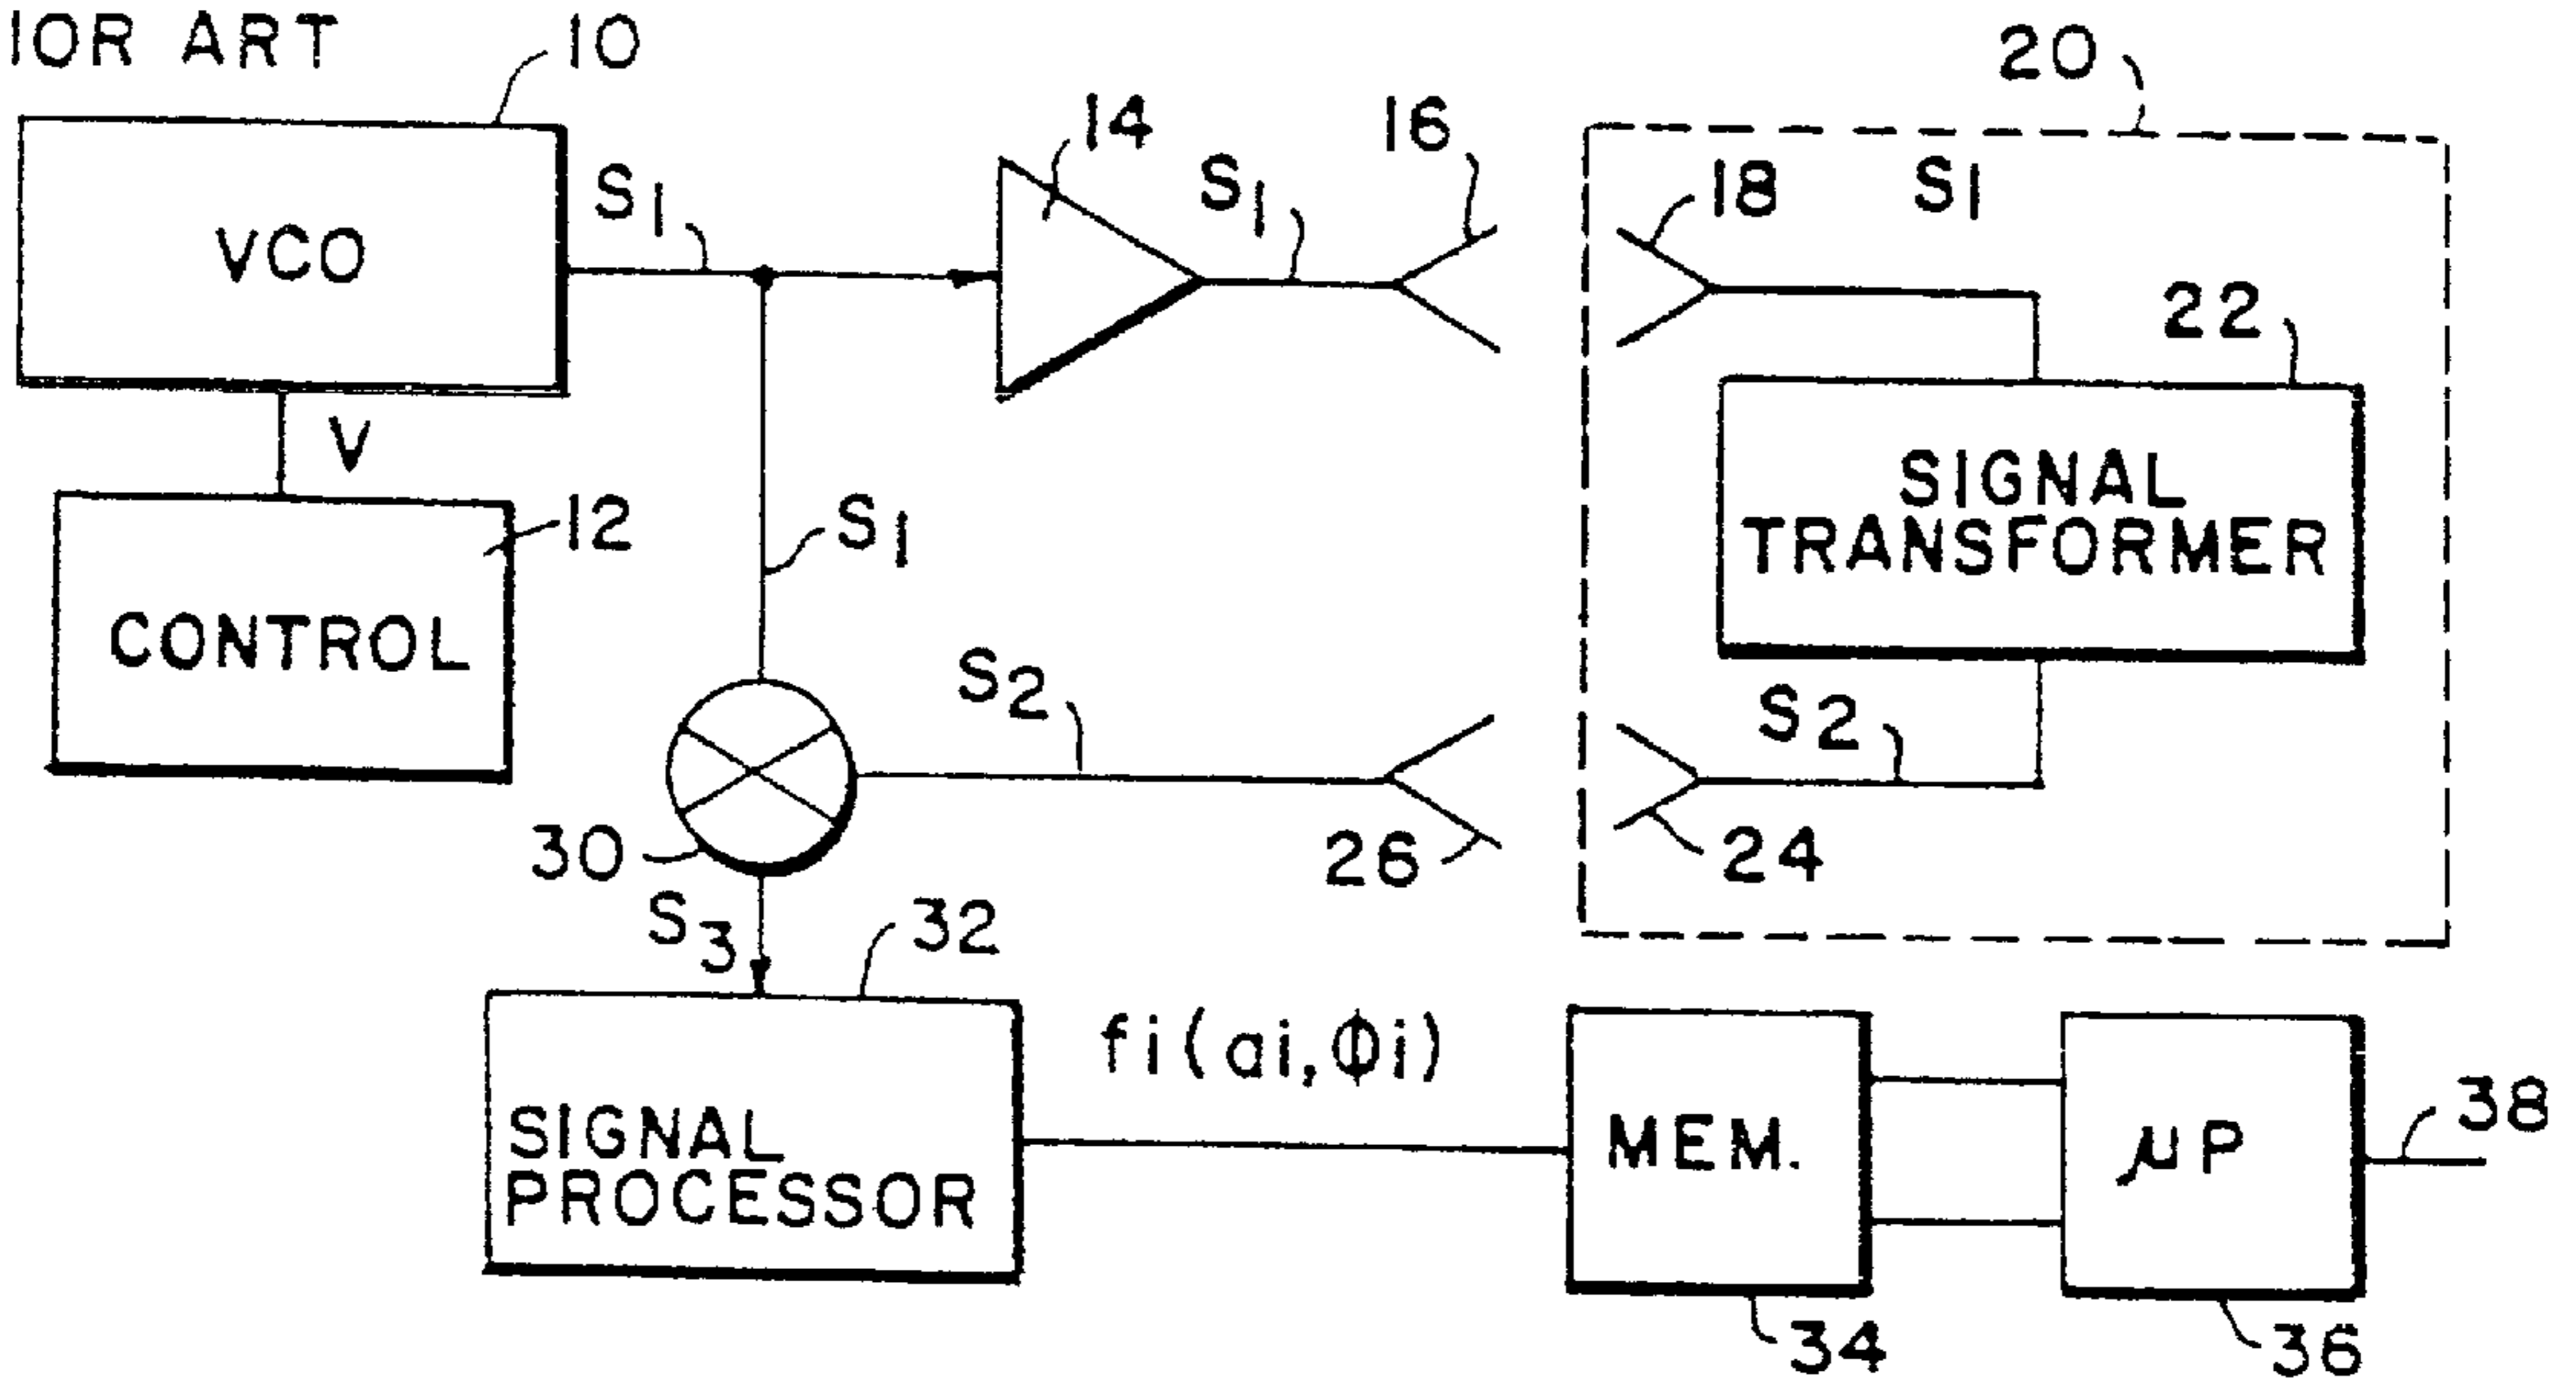 IOR ART
10
20
14
16
S1
S1
18
S1
VCO
22
V
12
S1
SIGNAL
TRANSFORMER
CONTROL
S2
S2
30
26
24
S3
32
fi(ai,Φi)
SIGNAL
PROCESSOR
MEM.
μP
38
34
36